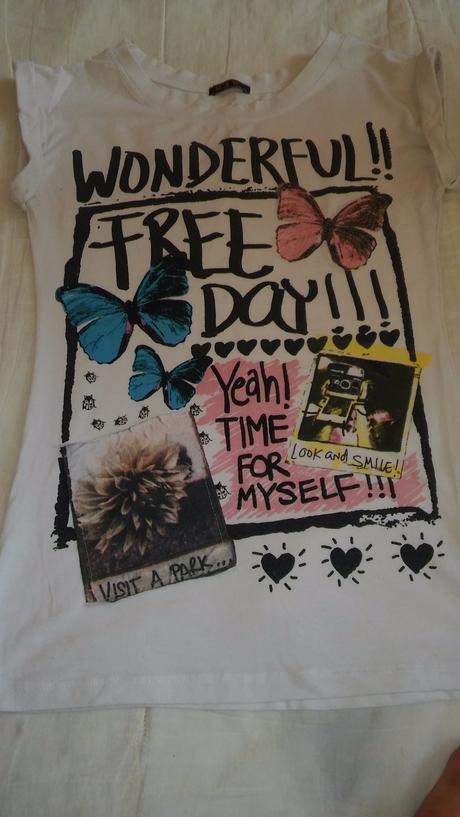 WONDERFUL!!
FREE
DAY!!!
Yeah!
TIME
FOR
MYSELF!!!
LOOK and SMILE!!
VISIT A PARK...